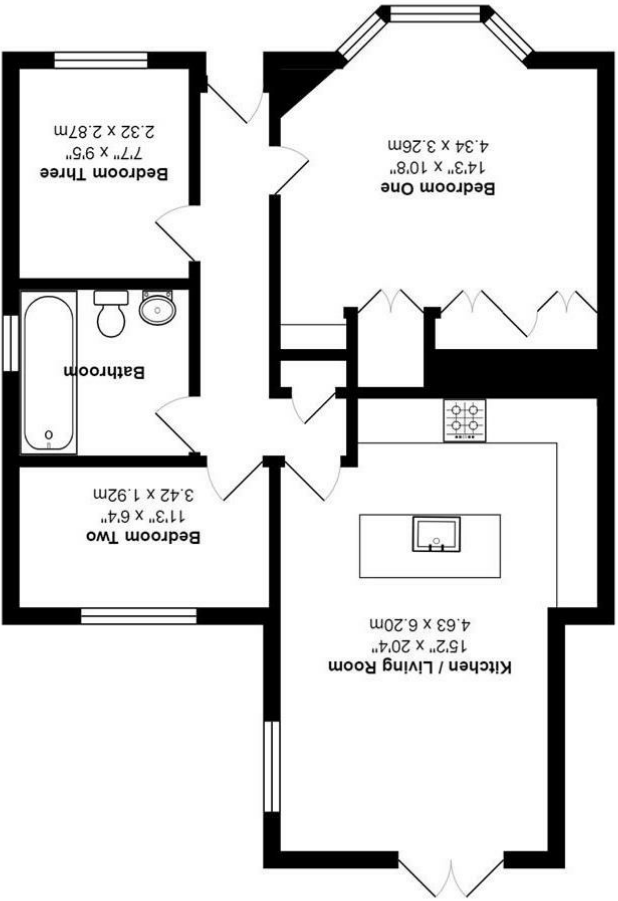 Kitchen / Living Room
15'2" x 20'4"
4.63 x 6.20m
Bedroom Two
11'3" x 6'4"
3.42 x 1.92m
Bathroom
Bedroom One
14'3" x 10'8"
4.34 x 3.26m
Bedroom Three
7'7" x 9'5"
2.32 x 2.87m